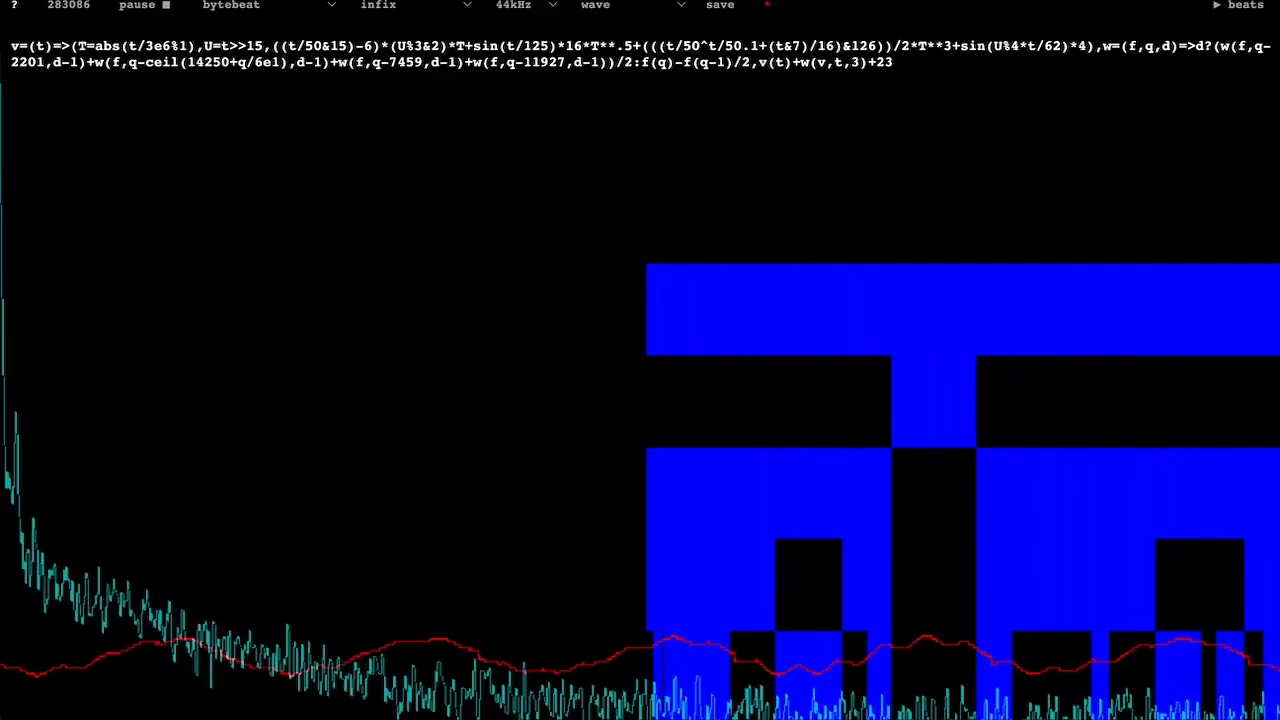 ? 283086 pause bytebeat infix 44kHz wave save beats
v=(t)=>(T=abs(t/3e6%1),U=t>>15,((t/50&15)-6)*(U%3&2)*T+sin(t/125)*16*T**.5+(((t/50^t/50.1+(t&7)/16)&126))/2*T**3+sin(U%4*t/62)*4),w=(f,q,d)=>d?(w(f,q-
2201,d-1)+w(f,q-ceil(14250+q/6e1),d-1)+w(f,q-7459,d-1)+w(f,q-11927,d-1))/2:f(q)-f(q-1)/2,v(t)+w(v,t,3)+23